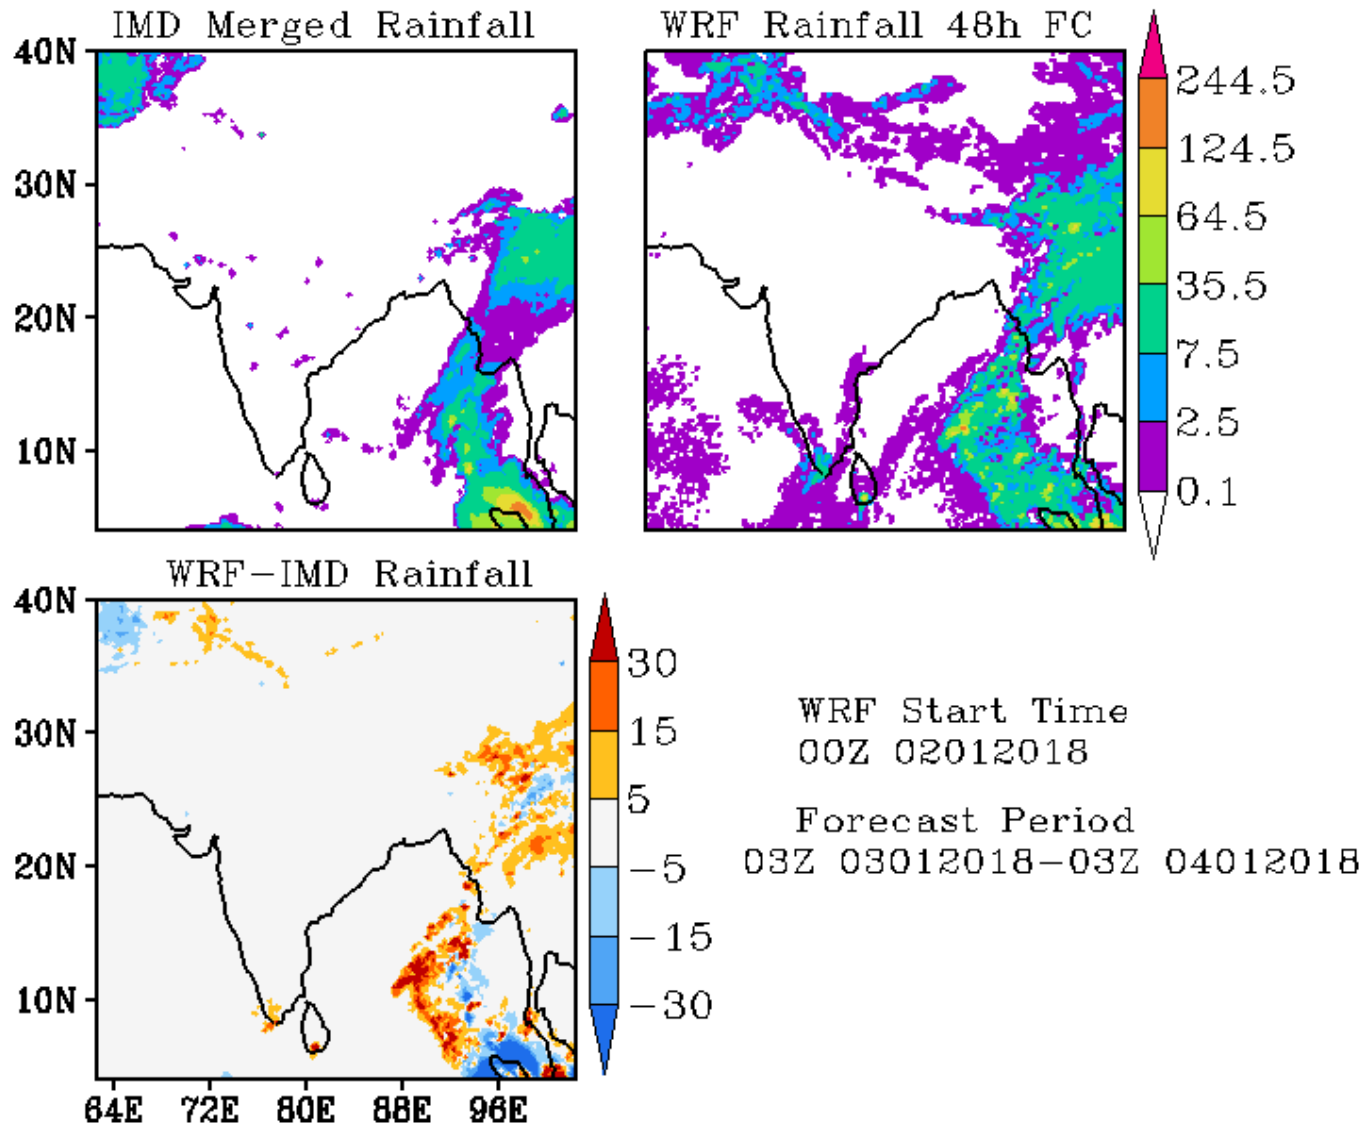 IMD Merged Rainfall
WRF Rainfall 48h FC
40N
30N
20N
10N
244.5
124.5
64.5
35.5
7.5
2.5
0.1
WRF-IMD Rainfall
40N
30N
20N
10N
64E 72E 80E 88E 96E
30
15
5
-5
-15
-30
WRF Start Time
00Z 02012018
Forecast Period
03Z 03012018-03Z 04012018